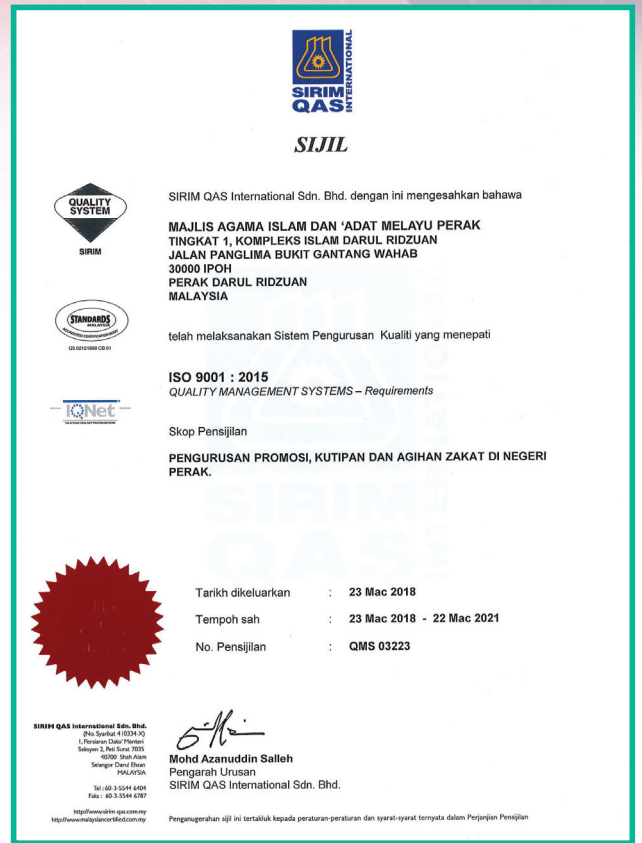 SIRIM
QAS
INTERNATIONAL
SIJIL
QUALITY
SYSTEM
SIRIM
SIRIM QAS International Sdn. Bhd. dengan ini mengesahkan bahawa
MAJLIS AGAMA ISLAM DAN ‘ADAT MELAYU PERAK
TINGKAT 1, KOMPLEKS ISLAM DARUL RIDZUAN
JALAN PANGLIMA BUKIT GANTANG WAHAB
30000 IPOH
PERAK DARUL RIDZUAN
MALAYSIA
STANDARDS
MALAYSIA
telah melaksanakan Sistem Pengurusan Kualiti yang menepati
ISO 9001 : 2015
QUALITY MANAGEMENT SYSTEMS – Requirements
IQNet
Skop Pensijilan
PENGURUSAN PROMOSI, KUTIPAN DAN AGIHAN ZAKAT DI NEGERI
PERAK.
SIRIM
QAS
INTERNATIONAL
Tarikh dikeluarkan : 23 Mac 2018
Tempoh sah : 23 Mac 2018 - 22 Mac 2021
No. Pensijilan : QMS 03223
SIRIM QAS International Sdn. Bhd.
(No. Syarikat 410334-X)
1, Persiaran Dato' Menteri
Seksyen 2, Peti Surat 7035
40700 Shah Alam
Selangor Darul Ehsan
MALAYSIA
Tel : 60-3-5544 6404
Faks : 60-3-5544 6787
http://www.sirim-qas.com.my
http://www.malaysiancertified.com.my
Mohd Azanuddin Salleh
Pengarah Urusan
SIRIM QAS International Sdn. Bhd.
Penganugerahan sijil ini tertakluk kepada peraturan-peraturan dan syarat-syarat ternyata dalam Perjanjian Pensijilan